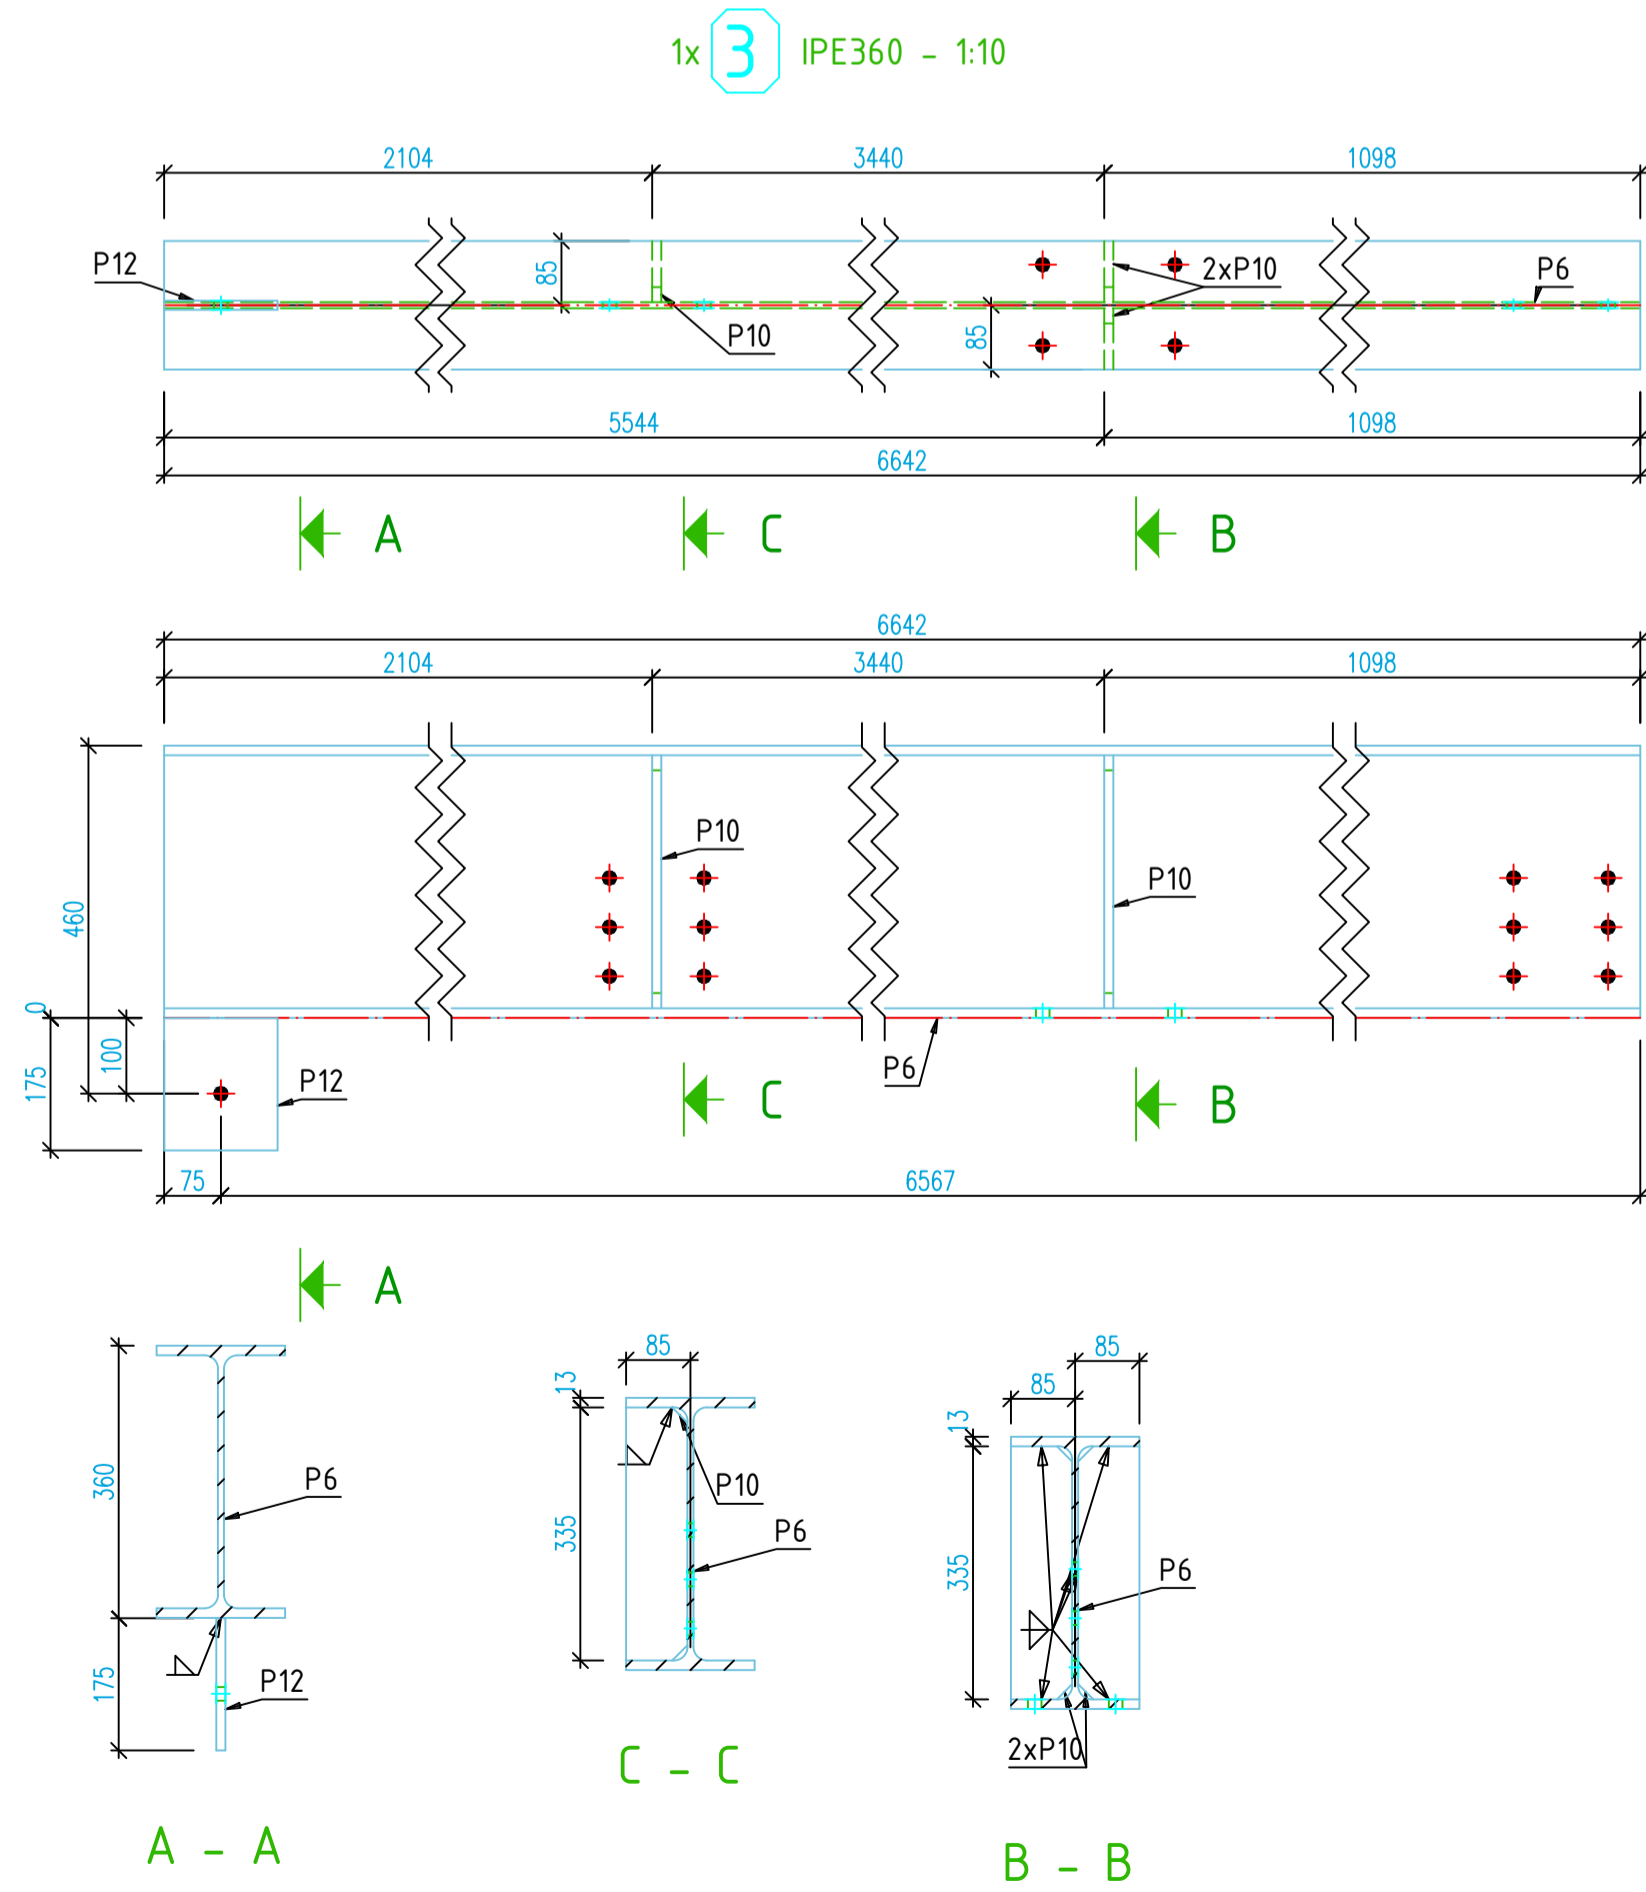 1x 3 IPE360 - 1:10
2104 3440 1098
P12
85
P10
85
2xP10
P6
5544 1098
6642
A C B
6642
2104 3440 1098
460
0
175
100
P10
P10
P6
P12
C B
75 6567
A
360
175
P6
P12
A - A
85
13
335
P10
P6
C - C
85
85
13
335
P6
2xP10
B - B